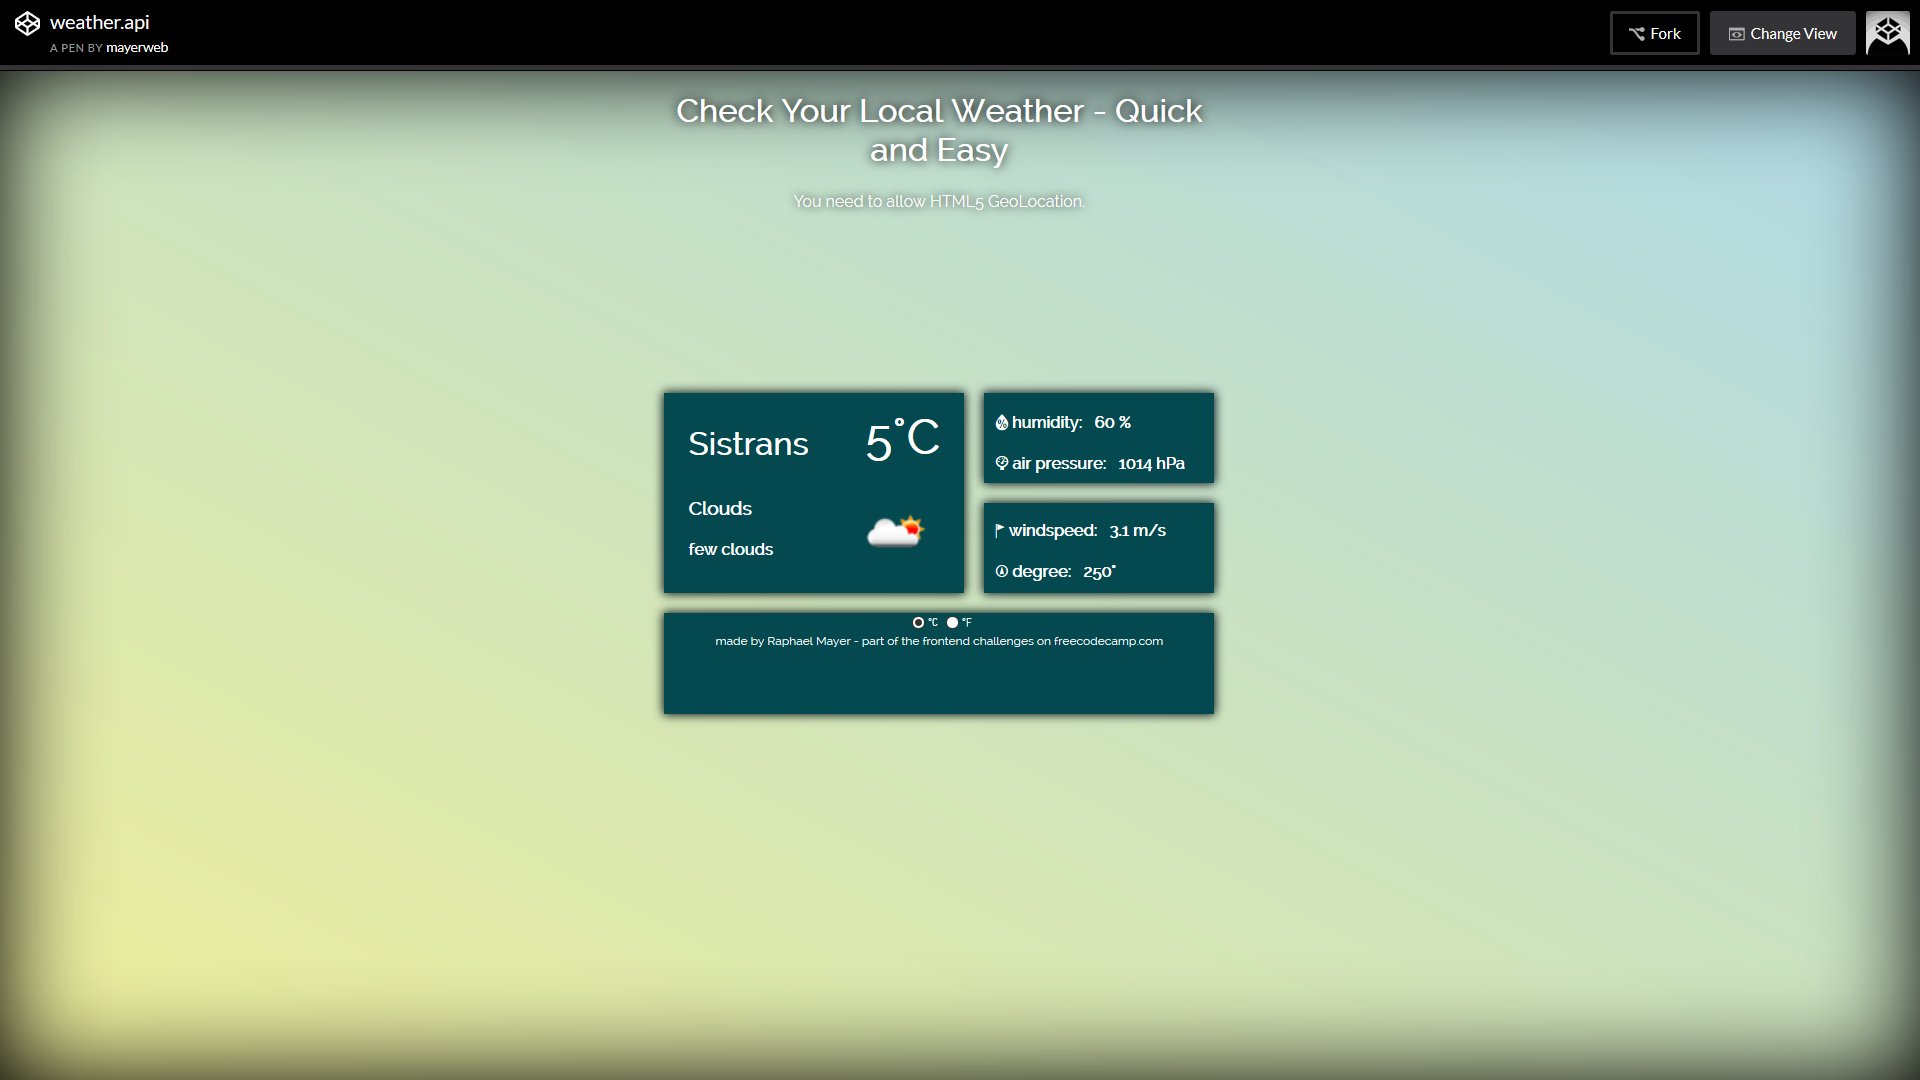 weather.api
A PEN BY mayerweb
Fork
Change View
Check Your Local Weather - Quick
and Easy
You need to allow HTML5 GeoLocation.
Sistrans
5°C
Clouds
few clouds
humidity: 60 %
air pressure: 1014 hPa
windspeed: 3.1 m/s
degree: 250°
°C °F
made by Raphael Mayer - part of the frontend challenges on freecodecamp.com